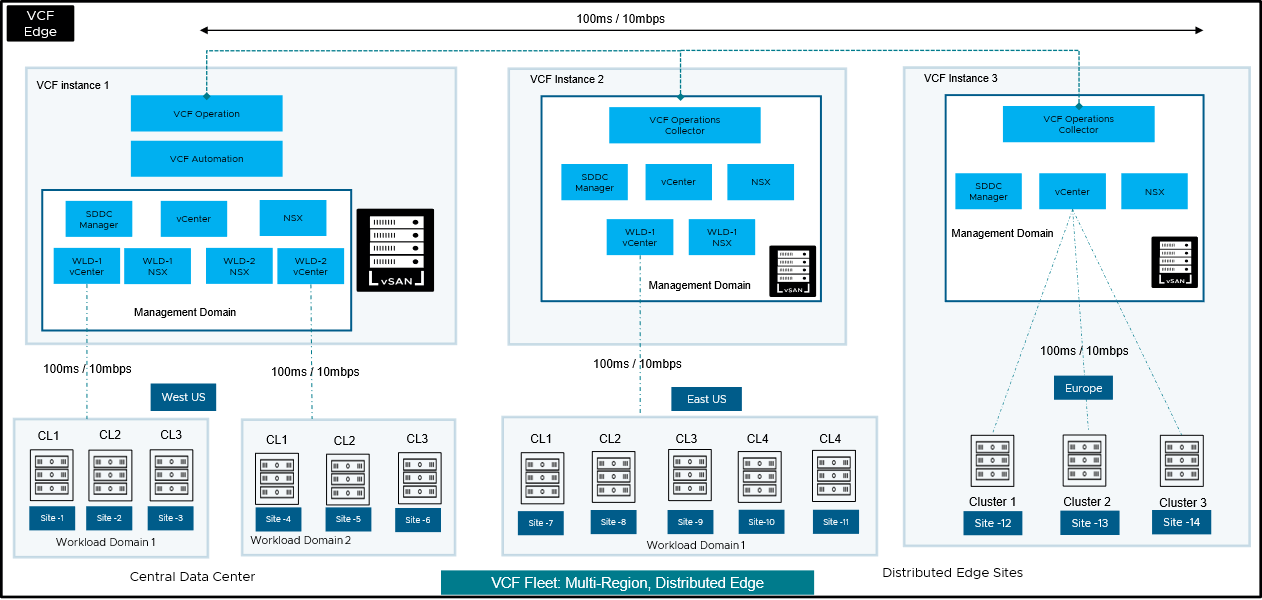 VCF
Edge
100ms / 10mbps
VCF instance 1
VCF Operation
VCF Automation
SDDC
Manager
vCenter
NSX
WLD-1
vCenter
WLD-1
NSX
WLD-2
NSX
WLD-2
vCenter
Management Domain
vSAN
VCF Instance 2
VCF Operations
Collector
SDDC
Manager
vCenter
NSX
WLD-1
vCenter
WLD-1
NSX
Management Domain
vSAN
VCF Instance 3
VCF Operations
Collector
SDDC
Manager
vCenter
NSX
Management Domain
vSAN
100ms / 10mbps
100ms / 10mbps
100ms / 10mbps
100ms / 10mbps
West US
East US
Europe
CL1
CL2
CL3
Site -1
Site -2
Site -3
Workload Domain 1
CL1
CL2
CL3
Site -4
Site -5
Site -6
Workload Domain 2
CL1
CL2
CL3
CL4
CL4
Site -7
Site -8
Site -9
Site -10
Site -11
Workload Domain 1
Cluster 1
Cluster 2
Cluster 3
Site -12
Site -13
Site -14
Central Data Center
VCF Fleet: Multi-Region, Distributed Edge
Distributed Edge Sites